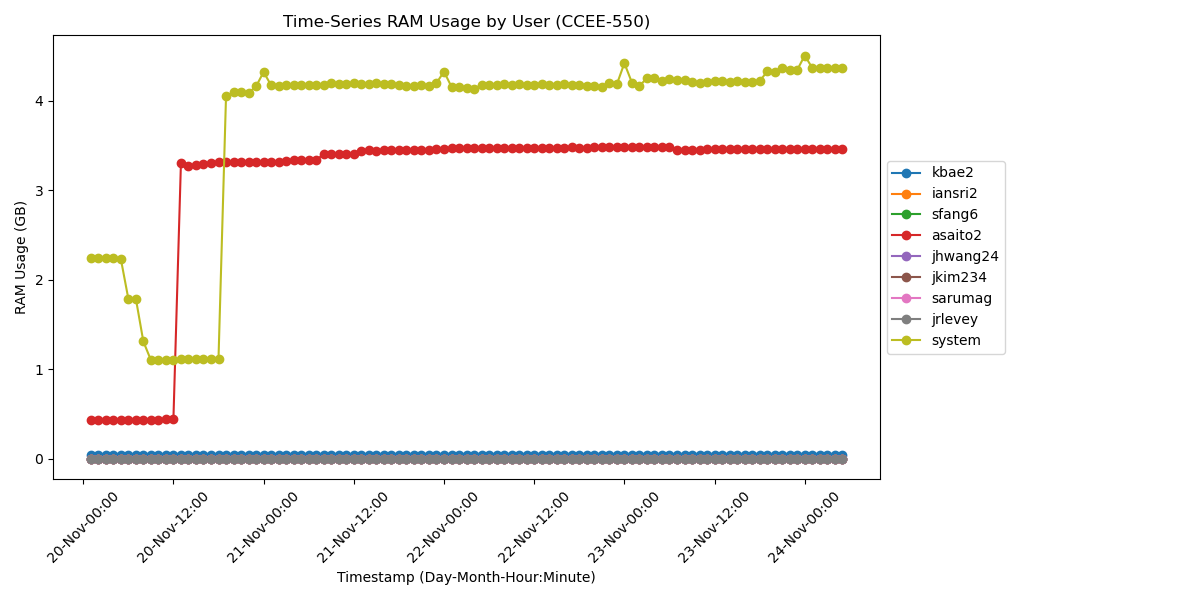 Time-Series RAM Usage by User (CCEE-550)
RAM Usage (GB)
4
3
2
1
0
20-Nov-00:00
20-Nov-12:00
21-Nov-00:00
21-Nov-12:00
22-Nov-00:00
22-Nov-12:00
23-Nov-00:00
23-Nov-12:00
24-Nov-00:00
Timestamp (Day-Month-Hour:Minute)
kbae2
iansri2
sfang6
asaito2
jhwang24
jkim234
sarumag
jrlevey
system